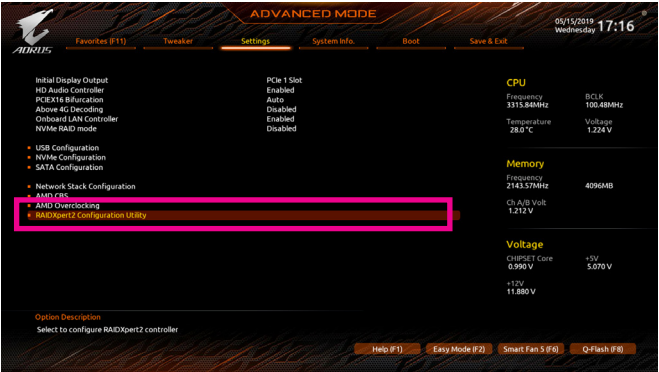 ADVANCED MODE
05/15/2019 Wednesday 17:16
AORUS
Favorites (F11) Tweaker Settings System Info. Boot Save & Exit
Initial Display Output PCIe 1 Slot
HD Audio Controller Enabled
PCIEX16 Bifurcation Auto
Above 4G Decoding Disabled
Onboard LAN Controller Enabled
NVMe RAID mode Disabled
USB Configuration
NVMe Configuration
SATA Configuration
Network Stack Configuration
AMD CBS
AMD Overclocking
RAIDXpert2 Configuration Utility
CPU
Frequency BCLK
3315.84MHz 100.48MHz
Temperature Voltage
28.0 °C 1.224 V
Memory
Frequency
2143.57MHz 4096MB
Ch A/B Volt
1.212 V
Voltage
CHIPSET Core +5V
0.990 V 5.070 V
+12V
11.880 V
Option Description
Select to configure RAIDXpert2 controller
Help (F1) Easy Mode (F2) Smart Fan 5 (F6) Q-Flash (F8)